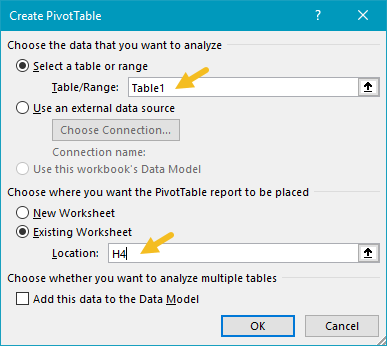 Create PivotTable ? ×
Choose the data that you want to analyze
Select a table or range
Table/Range: Table1
Use an external data source
Choose Connection...
Connection name:
Use this workbook's Data Model
Choose where you want the PivotTable report to be placed
New Worksheet
Existing Worksheet
Location: H4
Choose whether you want to analyze multiple tables
Add this data to the Data Model
OK Cancel